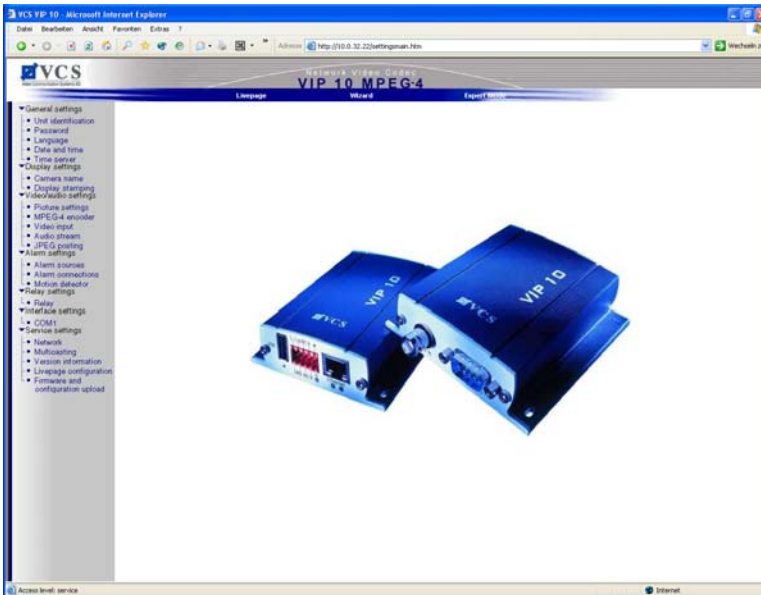 VCS VIP 10 - Microsoft Internet Explorer
Datei Bearbeiten Ansicht Favoriten Extras ?
Adresse http://10.0.32.22/settingsmain.htm Wechseln z
VCS
Network Video Codec
VIP 10 MPEG-4
Livepage Wizard Expert Mode
General settings
Unit identification
Password
Language
Date and time
Time server
Display settings
Camera name
Display stamping
Video/audio settings
Picture settings
MPEG-4 encoder
Video input
Audio stream
JPEG posting
Alarm settings
Alarm sources
Alarm connections
Motion detector
Relay settings
Relay
Interface settings
COM1
Service settings
Network
Multicasting
Version information
Livepage configuration
Firmware and
configuration upload
VCS
VIP 10
VCS
VIP 10
Access level: service
Internet